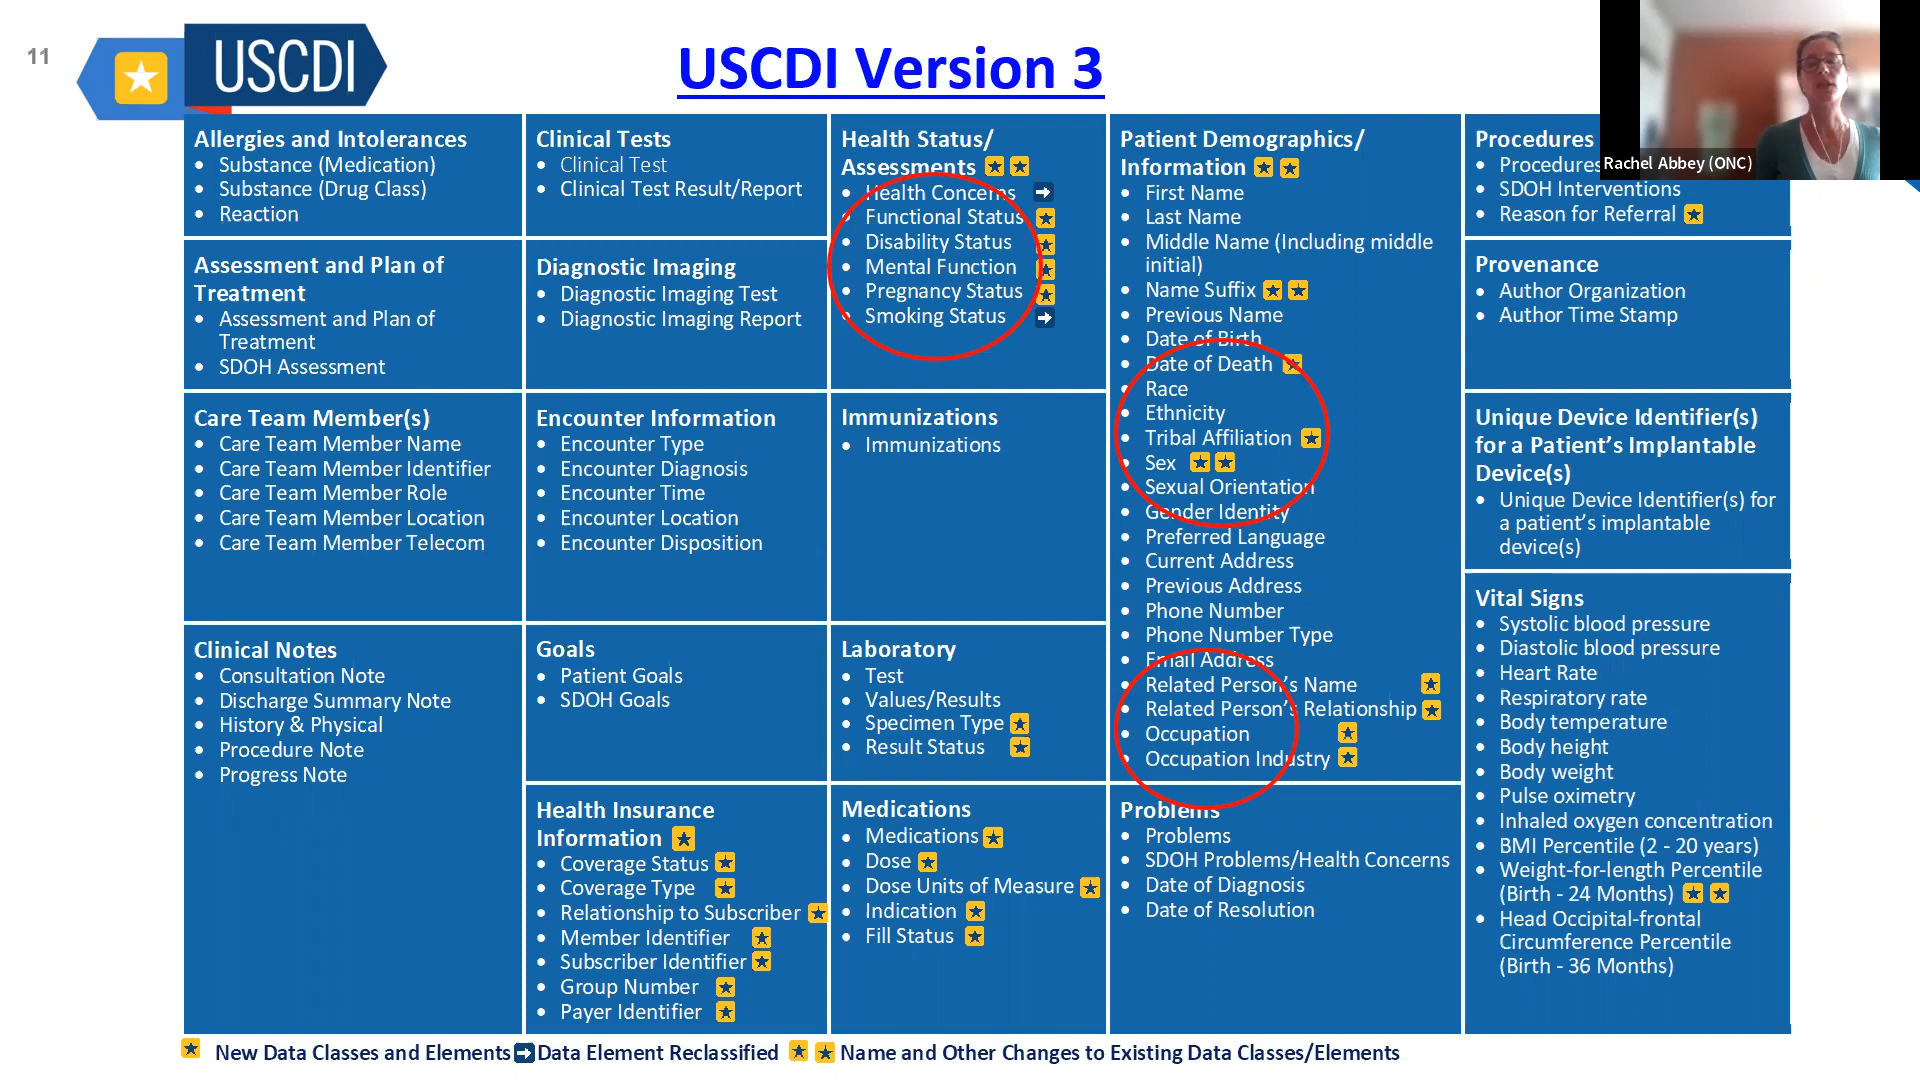 11
USCDI
USCDI Version 3
Rachel Abbey (ONC)
Allergies and Intolerances
• Substance (Medication)
• Substance (Drug Class)
• Reaction
Assessment and Plan of
Treatment
• Assessment and Plan of
Treatment
• SDOH Assessment
Care Team Member(s)
• Care Team Member Name
• Care Team Member Identifier
• Care Team Member Role
• Care Team Member Location
• Care Team Member Telecom
Clinical Notes
• Consultation Note
• Discharge Summary Note
• History & Physical
• Procedure Note
• Progress Note
Clinical Tests
• Clinical Test
• Clinical Test Result/Report
Diagnostic Imaging
• Diagnostic Imaging Test
• Diagnostic Imaging Report
Encounter Information
• Encounter Type
• Encounter Diagnosis
• Encounter Time
• Encounter Location
• Encounter Disposition
Goals
• Patient Goals
• SDOH Goals
Health Insurance
Information
• Coverage Status
• Coverage Type
• Relationship to Subscriber
• Member Identifier
• Subscriber Identifier
• Group Number
• Payer Identifier
Health Status/
Assessments
• Health Concerns
• Functional Status
• Disability Status
• Mental Function
• Pregnancy Status
• Smoking Status
Immunizations
• Immunizations
Laboratory
• Test
• Values/Results
• Specimen Type
• Result Status
Medications
• Medications
• Dose
• Dose Units of Measure
• Indication
• Fill Status
Patient Demographics/
Information
• First Name
• Last Name
• Middle Name (Including middle
initial)
• Name Suffix
• Previous Name
• Date of Birth
• Date of Death
• Race
• Ethnicity
• Tribal Affiliation
• Sex
• Sexual Orientation
• Gender Identity
• Preferred Language
• Current Address
• Previous Address
• Phone Number
• Phone Number Type
• Email Address
• Related Person's Name
• Related Person's Relationship
• Occupation
• Occupation Industry
Problems
• Problems
• SDOH Problems/Health Concerns
• Date of Diagnosis
• Date of Resolution
Procedures
• Procedures
• SDOH Interventions
• Reason for Referral
Provenance
• Author Organization
• Author Time Stamp
Unique Device Identifier(s)
for a Patient's Implantable
Device(s)
• Unique Device Identifier(s) for
a patient's implantable
device(s)
Vital Signs
• Systolic blood pressure
• Diastolic blood pressure
• Heart Rate
• Respiratory rate
• Body temperature
• Body height
• Body weight
• Pulse oximetry
• Inhaled oxygen concentration
• BMI Percentile (2 - 20 years)
• Weight-for-length Percentile
(Birth - 24 Months)
• Head Occipital-frontal
Circumference Percentile
(Birth - 36 Months)
New Data Classes and Elements Data Element Reclassified Name and Other Changes to Existing Data Classes/Elements